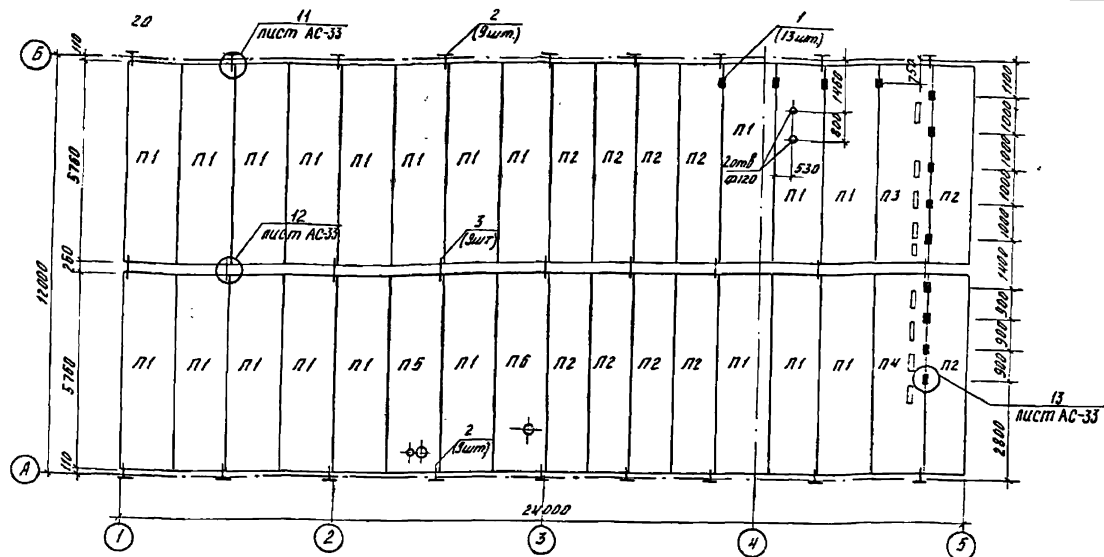 20
11
лист АС-33
2
(9шт.)
1
(13шт)
Б
110
5760
260
5760
110
12000
П1 П1 П1 П1 П1 П1 П1 П1 П2 П2 П2 П2 П1 П1 П1 П3 П2
750
1460
800
2отв
ф120
530
1100
1000
1000
1000
1000
1400
900
900
900
2800
12
лист АС-33
3
(9шт)
П1 П1 П1 П1 П1 П5 П1 П6 П2 П2 П2 П2 П1 П1 П1 П4 П2
13
лист АС-33
2
(9шт)
А
24000
1 2 3 4 5